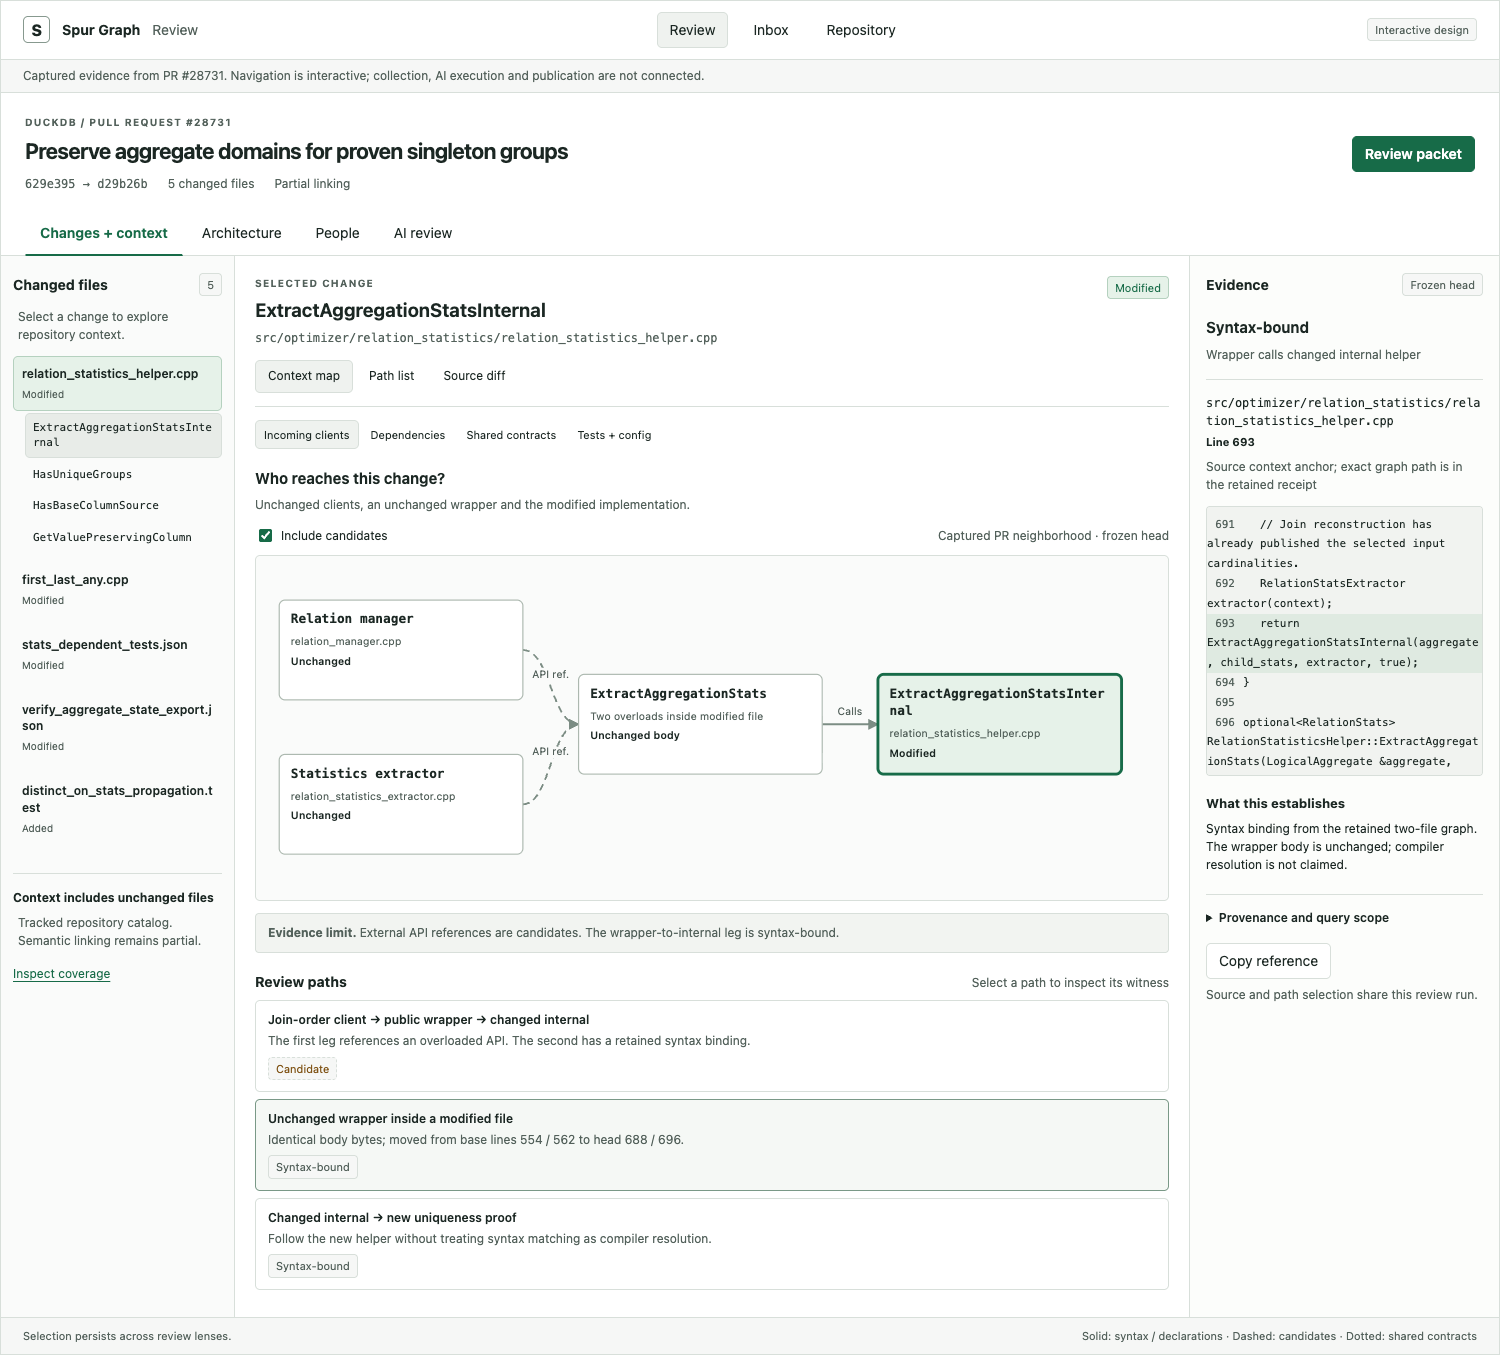 S Spur Graph Review
Review Inbox Repository
Interactive design
Captured evidence from PR #28731. Navigation is interactive; collection, AI execution and publication are not connected.
DUCKDB / PULL REQUEST #28731
Preserve aggregate domains for proven singleton groups
629e395 → d29b26b 5 changed files Partial linking
Review packet
Changes + context Architecture People AI review
Changed files 5
Select a change to explore
repository context.
relation_statistics_helper.cpp
Modified
ExtractAggregationStatsInte
rnal
HasUniqueGroups
HasBaseColumnSource
GetValuePreservingColumn
first_last_any.cpp
Modified
stats_dependent_tests.json
Modified
verify_aggregate_state_export.j
son
Modified
distinct_on_stats_propagation.t
est
Added
Context includes unchanged files
Tracked repository catalog.
Semantic linking remains partial.
Inspect coverage
SELECTED CHANGE
ExtractAggregationStatsInternal
Modified
src/optimizer/relation_statistics/relation_statistics_helper.cpp
Context map Path list Source diff
Incoming clients Dependencies Shared contracts Tests + config
Who reaches this change?
Unchanged clients, an unchanged wrapper and the modified implementation.
Include candidates
Captured PR neighborhood · frozen head
Relation manager
relation_manager.cpp
Unchanged
API ref.
Statistics extractor
relation_statistics_extractor.cpp
Unchanged
API ref.
ExtractAggregationStats
Two overloads inside modified file
Unchanged body
Calls
ExtractAggregationStatsInter
nal
relation_statistics_helper.cpp
Modified
Evidence limit. External API references are candidates. The wrapper-to-internal leg is syntax-bound.
Review paths
Select a path to inspect its witness
Join-order client → public wrapper → changed internal
The first leg references an overloaded API. The second has a retained syntax binding.
Candidate
Unchanged wrapper inside a modified file
Identical body bytes; moved from base lines 554 / 562 to head 688 / 696.
Syntax-bound
Changed internal → new uniqueness proof
Follow the new helper without treating syntax matching as compiler resolution.
Syntax-bound
Evidence
Frozen head
Syntax-bound
Wrapper calls changed internal helper
src/optimizer/relation_statistics/rela
tion_statistics_helper.cpp
Line 693
Source context anchor; exact graph path is in
the retained receipt
691 // Join reconstruction has
already published the selected input
cardinalities.
692 RelationStatsExtractor
extractor(context);
693 return
ExtractAggregationStatsInternal(aggregate
, child_stats, extractor, true);
694 }
695
696 optional<RelationStats>
RelationStatisticsHelper::ExtractAggregat
ionStats(LogicalAggregate &aggregate,
What this establishes
Syntax binding from the retained two-file graph.
The wrapper body is unchanged; compiler
resolution is not claimed.
▶ Provenance and query scope
Copy reference
Source and path selection share this review run.
Selection persists across review lenses.
Solid: syntax / declarations · Dashed: candidates · Dotted: shared contracts